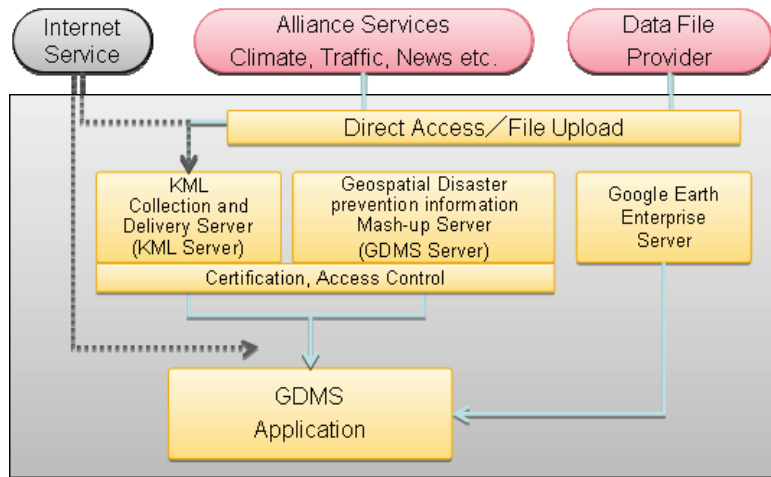 Internet
Service
Alliance Services
Climate, Traffic, News etc.
Data File
Provider
Direct Access／File Upload
KML
Collection and
Delivery Server
(KML Server)
Geospatial Disaster
prevention information
Mash-up Server
(GDMS Server)
Google Earth
Enterprise
Server
Certification, Access Control
GDMS
Application